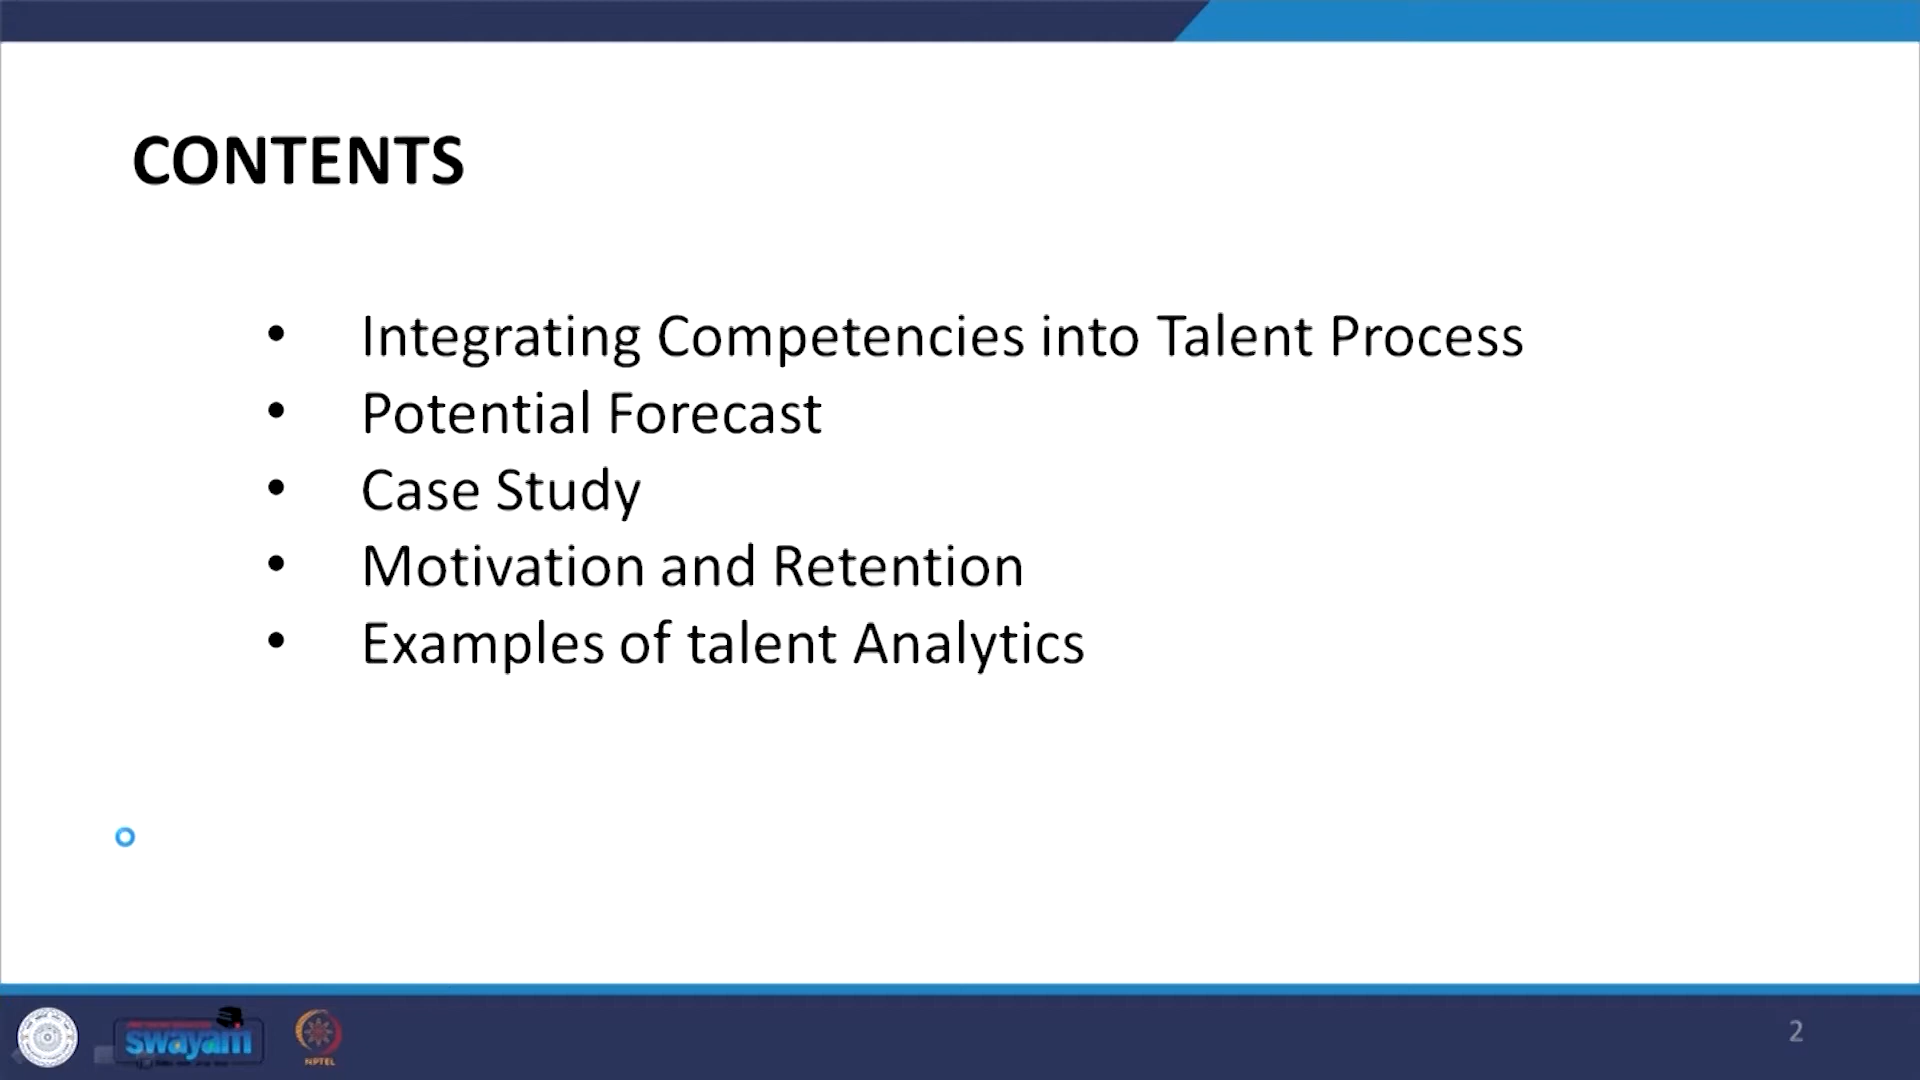 CONTENTS
• Integrating Competencies into Talent Process
• Potential Forecast
• Case Study
• Motivation and Retention
• Examples of talent Analytics
swayam
NPTEL
2